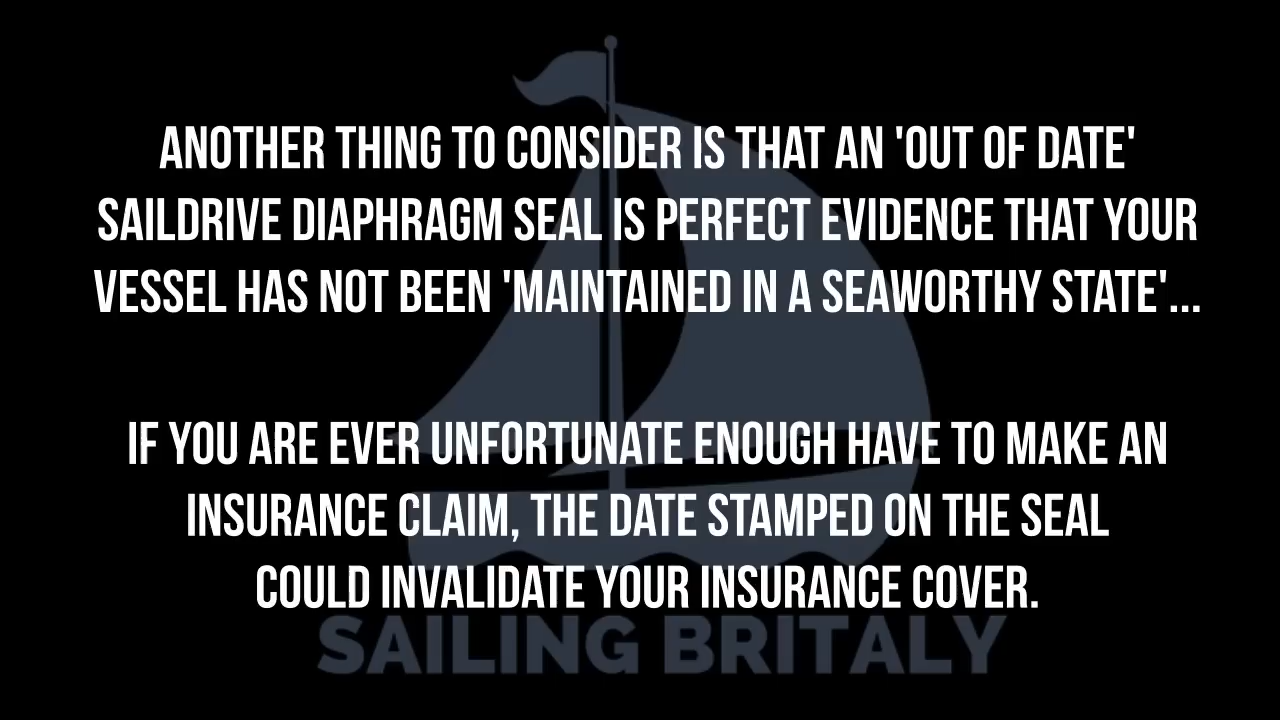 ANOTHER THING TO CONSIDER IS THAT AN 'OUT OF DATE'
SAILDRIVE DIAPHRAGM SEAL IS PERFECT EVIDENCE THAT YOUR
VESSEL HAS NOT BEEN 'MAINTAINED IN A SEAWORTHY STATE'...
IF YOU ARE EVER UNFORTUNATE ENOUGH HAVE TO MAKE AN
INSURANCE CLAIM, THE DATE STAMPED ON THE SEAL
COULD INVALIDATE YOUR INSURANCE COVER.
SAILING BRITALY